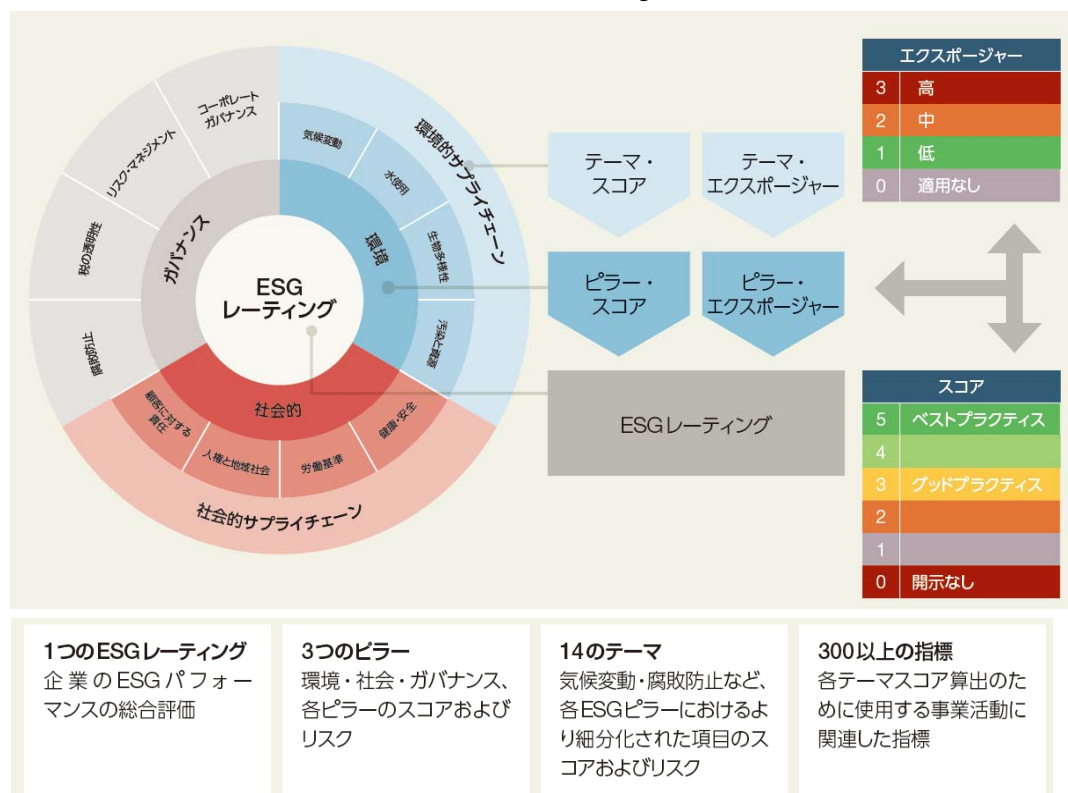 コーポレート
ガバナンス
リスク・マネジメント
税の透明性
腐敗防止
ガバナンス
気候変動
水使用
生物多様性
汚染と資源
環境
環境的サプライチェーン
ESG
レーティング
社会的
顧客に対する
責任
人権と地域社会
労働基準
健康・安全
社会的サプライチェーン
テーマ・
スコア
テーマ・
エクスポージャー
ピラー・
スコア
ピラー・
エクスポージャー
ESGレーティング
エクスポージャー
3 高
2 中
1 低
0 適用なし
スコア
5 ベストプラクティス
4
3 グッドプラクティス
2
1
0 開示なし
1つのESGレーティング
企業のESGパフォー
マンスの総合評価
3つのピラー
環境・社会・ガバナンス、
各ピラーのスコアおよび
リスク
14のテーマ
気候変動・腐敗防止など、
各ESGピラーにおけるよ
り細分化された項目のス
コアおよびリスク
300以上の指標
各テーマスコア算出のた
めに使用する事業活動に
関連した指標